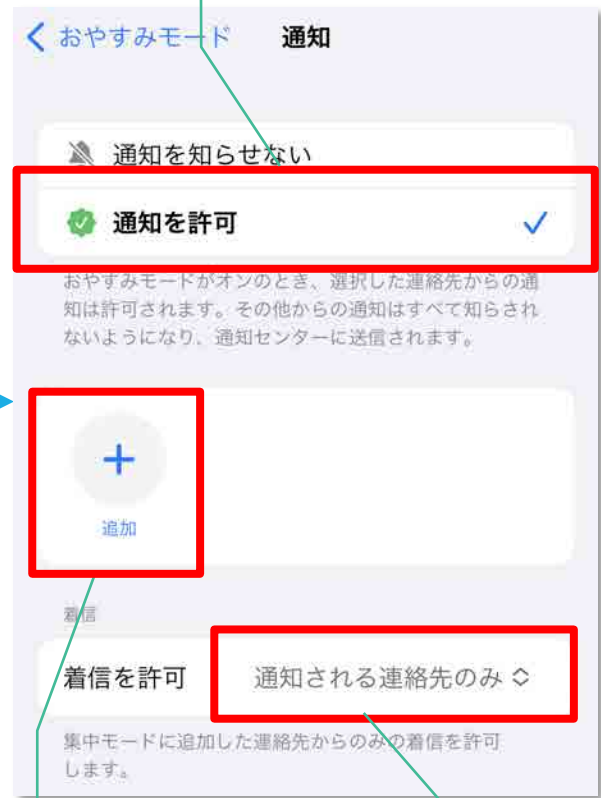 おやすみモード 通知
通知を知らせない
通知を許可
おやすみモードがオンのとき、選択した連絡先からの通
知は許可されます。その他からの通知はすべて知らされ
ないようになり、通知センターに送信されます。
追加
着信
着信を許可 通知される連絡先のみ
集中モードに追加した連絡先からのみの着信を許可
します。